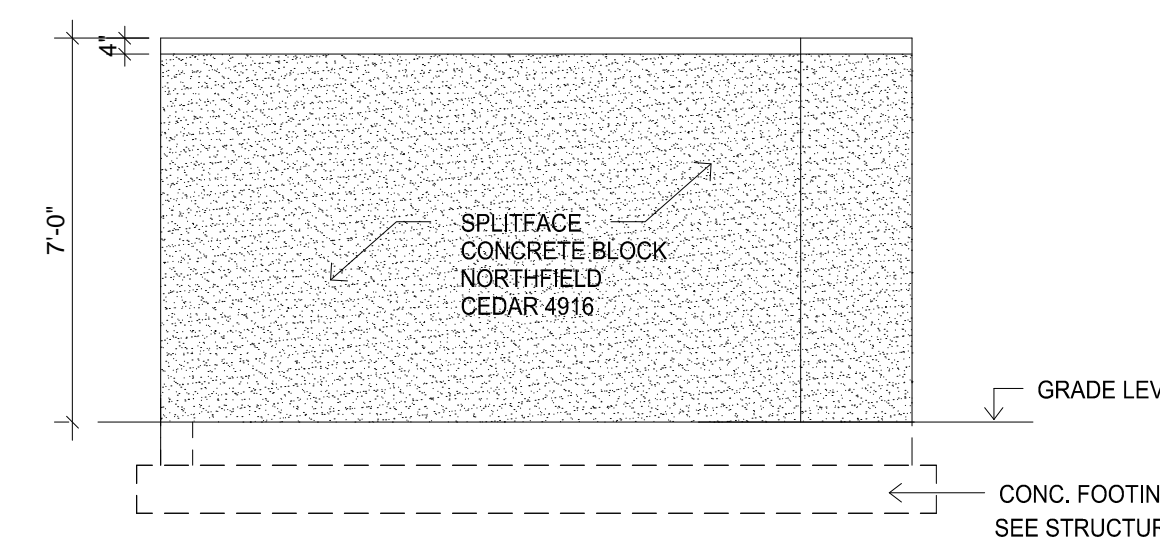 4"
7'-0"
SPLITFACE
CONCRETE BLOCK
NORTHFIELD
CEDAR 4916
GRADE LEV
CONC. FOOTIN
SEE STRUCTUR